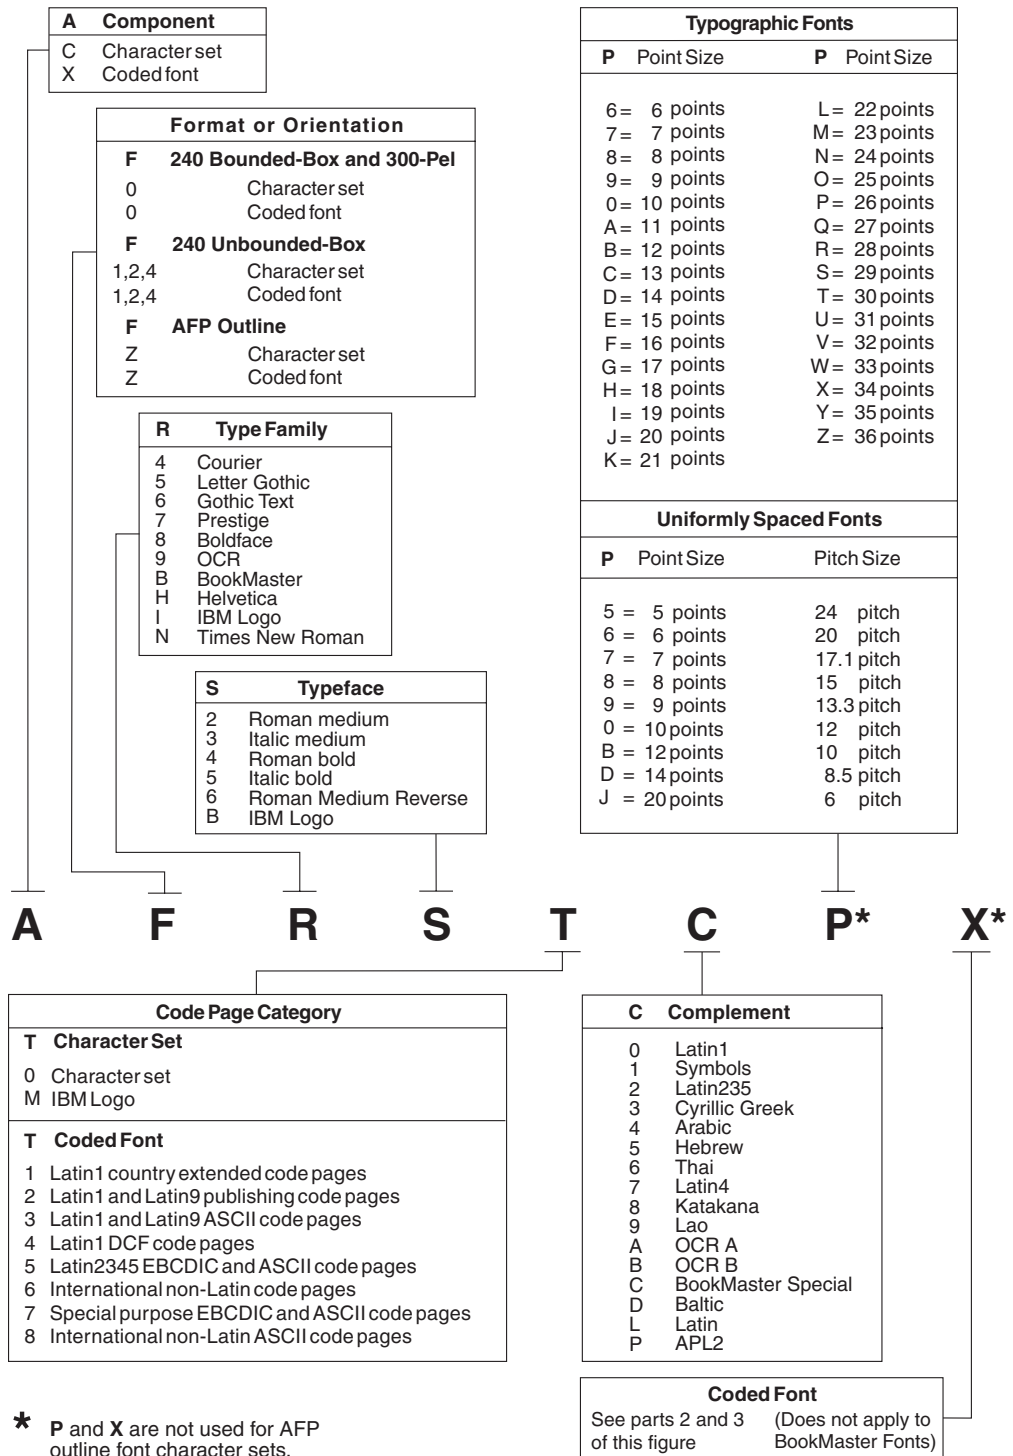 A Component
C Character set
X Coded font
Format or Orientation
F 240 Bounded-Box and 300-Pel
0 Character set
0 Coded font
F 240 Unbounded-Box
1,2,4 Character set
1,2,4 Coded font
F AFP Outline
Z Character set
Z Coded font
R Type Family
4 Courier
5 Letter Gothic
6 Gothic Text
7 Prestige
8 Boldface
9 OCR
B BookMaster
H Helvetica
I IBM Logo
N Times New Roman
S Typeface
2 Roman medium
3 Italic medium
4 Roman bold
5 Italic bold
6 Roman Medium Reverse
B IBM Logo
Typographic Fonts
P Point Size P Point Size
6 = 6 points L = 22 points
7 = 7 points M = 23 points
8 = 8 points N = 24 points
9 = 9 points O = 25 points
0 = 10 points P = 26 points
A = 11 points Q = 27 points
B = 12 points R = 28 points
C = 13 points S = 29 points
D = 14 points T = 30 points
E = 15 points U = 31 points
F = 16 points V = 32 points
G = 17 points W = 33 points
H = 18 points X = 34 points
I = 19 points Y = 35 points
J = 20 points Z = 36 points
K = 21 points
Uniformly Spaced Fonts
P Point Size Pitch Size
5 = 5 points 24 pitch
6 = 6 points 20 pitch
7 = 7 points 17.1 pitch
8 = 8 points 15 pitch
9 = 9 points 13.3 pitch
0 = 10 points 12 pitch
B = 12 points 10 pitch
D = 14 points 8.5 pitch
J = 20 points 6 pitch
A F R S T C P* X*
Code Page Category
T Character Set
0 Character set
M IBM Logo
T Coded Font
1 Latin1 country extended code pages
2 Latin1 and Latin9 publishing code pages
3 Latin1 and Latin9 ASCII code pages
4 Latin1 DCF code pages
5 Latin2345 EBCDIC and ASCII code pages
6 International non-Latin code pages
7 Special purpose EBCDIC and ASCII code pages
8 International non-Latin ASCII code pages
C Complement
0 Latin1
1 Symbols
2 Latin235
3 Cyrillic Greek
4 Arabic
5 Hebrew
6 Thai
7 Latin4
8 Katakana
9 Lao
A OCR A
B OCR B
C BookMaster Special
D Baltic
L Latin
P APL2
Coded Font
See parts 2 and 3 (Does not apply to
of this figure BookMaster Fonts)
* P and X are not used for AFP
outline font character sets.